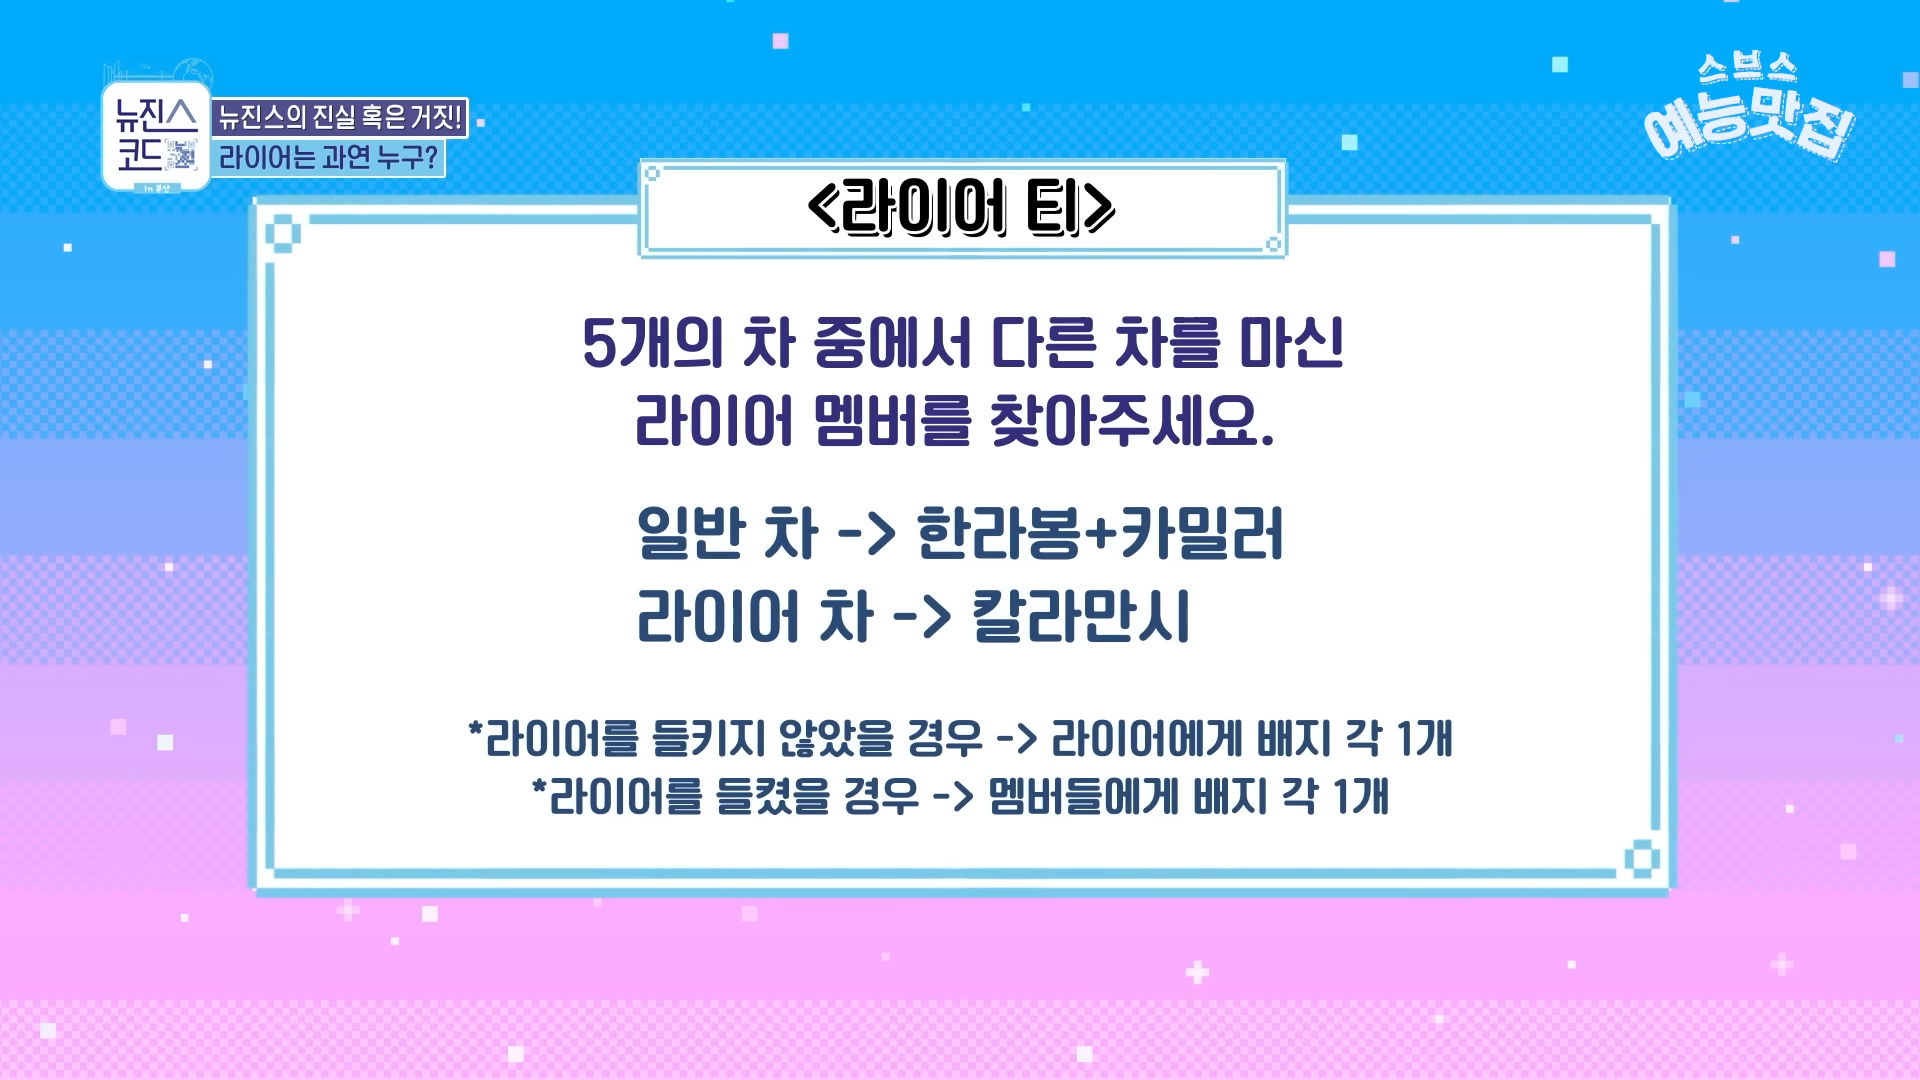 뉴진스
코드
In 부산
뉴진스의 진실 혹은 거짓!
라이어는 과연 누구?
스브스
예능맛집
<라이어 티>
5개의 차 중에서 다른 차를 마신
라이어 멤버를 찾아주세요.
일반 차 -> 한라봉+카밀러
라이어 차 -> 칼라만시
*라이어를 들키지 않았을 경우 -> 라이어에게 배지 각 1개
*라이어를 들켰을 경우 -> 멤버들에게 배지 각 1개